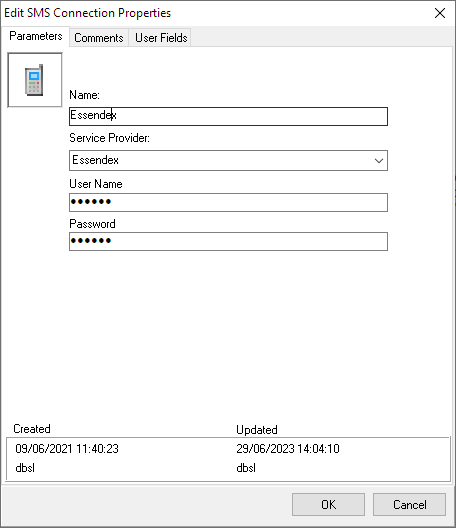 Edit SMS Connection Properties
Parameters Comments User Fields
Name:
Essendex
Service Provider:
Essendex
User Name
••••••
Password
••••••
Created Updated
09/06/2021 11:40:23 29/06/2023 14:04:10
dbsl dbsl
OK Cancel